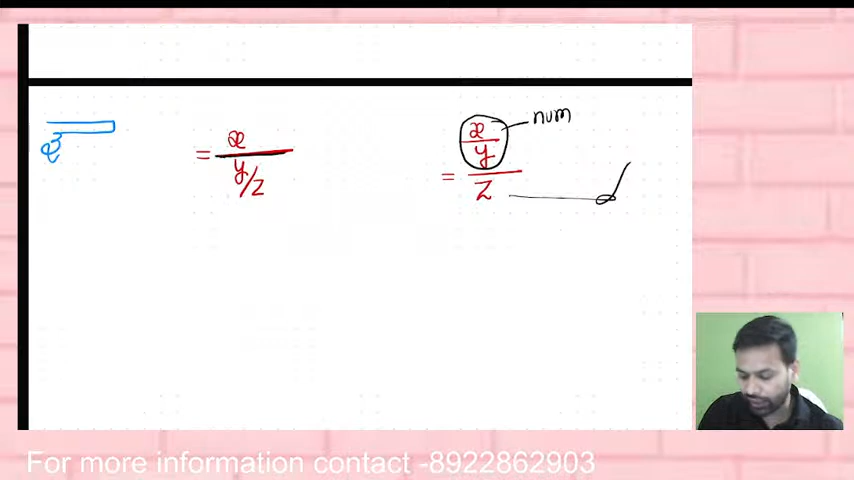 = x / y/z
= x/y / z
num
For more information contact -8922862903